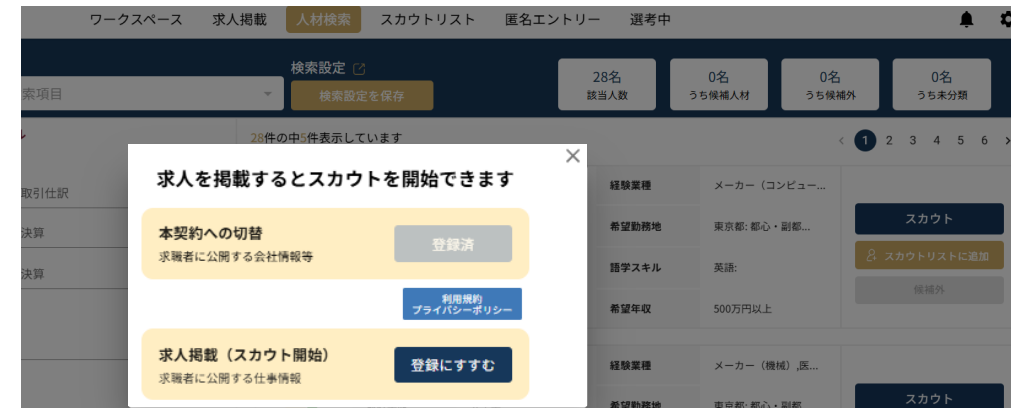 ワークスペース 求人掲載 人材検索 スカウトリスト 匿名エントリー 選考中
検索設定
索項目
検索設定を保存
28名
該当人数
0名
うち候補人材
0名
うち候補外
0名
うち未分類
28件の中5件表示しています
< 1 2 3 4 5 6 >
取引仕訳
決算
決算
求人を掲載するとスカウトを開始できます
本契約への切替
求職者に公開する会社情報等
登録済
利用規約
プライバシーポリシー
求人掲載（スカウト開始）
求職者に公開する仕事情報
登録にすすむ
経験業種 メーカー（コンピュー...
希望勤務地 東京都: 都心・副都...
語学スキル 英語:
希望年収 500万円以上
スカウト
スカウトリストに追加
候補外
経験業種 メーカー（機械）,医...
希望勤務地 東京都: 都心・副都...
スカウト